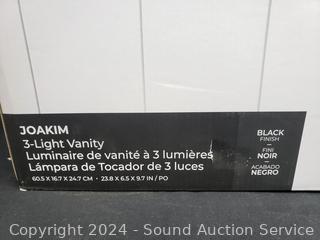 JOAKIM
3-Light Vanity
Luminaire de vanité à 3 lumières
Lámpara de Tocador de 3 luces
60.5 X 16.7 X 24.7 CM • 23.8 X 6.5 X 9.7 IN / PO
BLACK
FINISH
FINI
NOIR
ACABADO
NEGRO
Copyright 2024 - Sound Auction Service